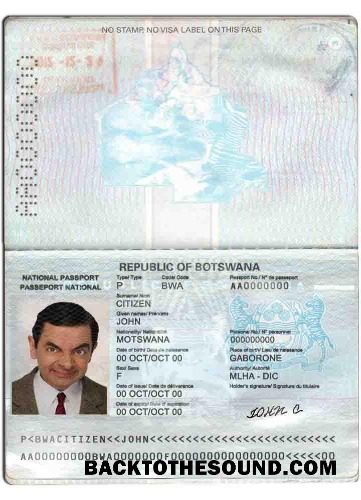 NO STAMP, NO VISA LABEL ON THIS PAGE
AA0000000
REPUBLIC OF BOTSWANA
NATIONAL PASSPORT
PASSEPORT NATIONAL
Type/ Type
P
Code/ Code
BWA
Passport No./ N° de passeport
AA0000000
Surname/ Nom
CITIZEN
Given names/ Prénoms
JOHN
Nationality/ Nationalité
MOTSWANA
Personal No./ N° personnel
000000000
Date of birth/ Date de naissance
00 OCT/OCT 00
Place of birth/ Lieu de naissance
GABORONE
Sex/ Sexe
F
Authority/ Autorité
MLHA - DIC
Date of issue/ Date de délivrance
00 OCT/OCT 00
Holder's signature/ Signature du titulaire
Date of expiry/ Date d'expiration
00 OCT/OCT 00
JOHN C
P<BWACITIZEN<<JOHN<<<<<<<<<<<<<<<<<<<<<<<<<<
BACKTOTHESOUND.COM